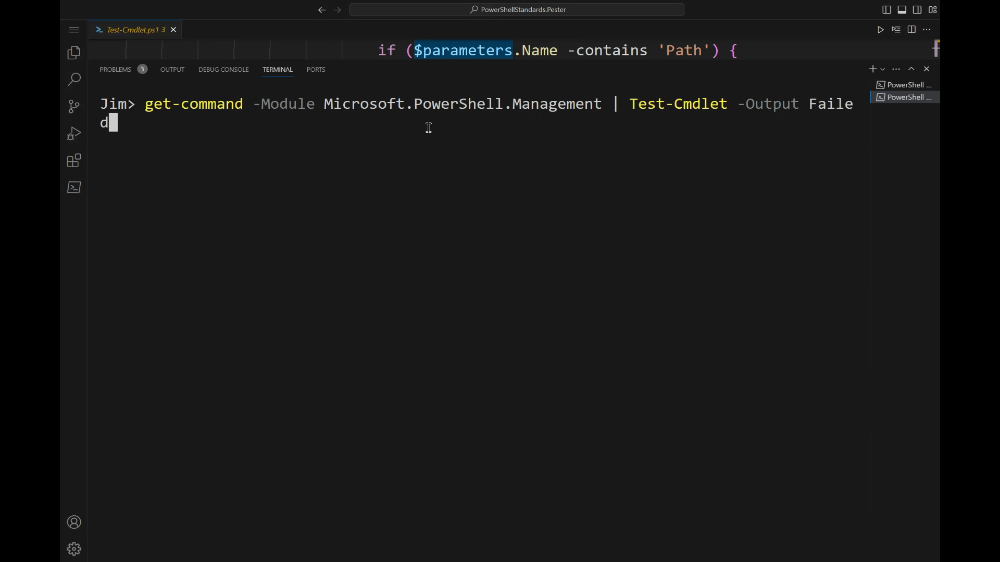 PowerShellStandards.Pester
Test-Cmdlet.ps1 3
if ($parameters.Name -contains 'Path') {
PROBLEMS 3 OUTPUT DEBUG CONSOLE TERMINAL PORTS
PowerShell ...
PowerShell ...
Jim> get-command -Module Microsoft.PowerShell.Management | Test-Cmdlet -Output Faile
d